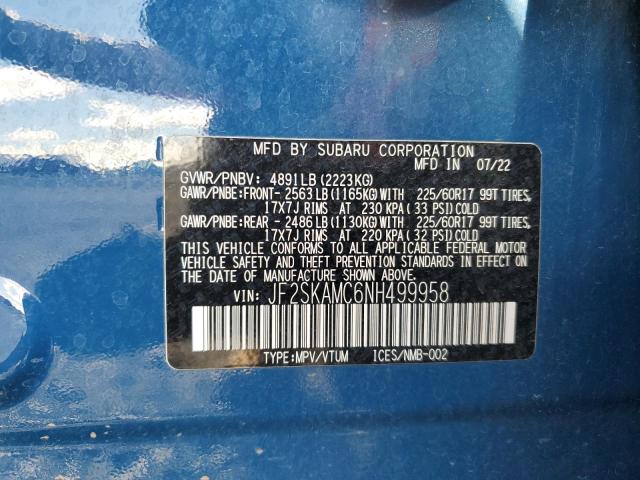 MFD BY SUBARU CORPORATION
MFD IN 07/22
GVWR/PNBV: 4891LB(2223KG)
GAWR/PNBE:FRONT-2563LB(1165KG)WITH 225/60R17 99T TIRES,
17X7J RIMS AT 230 KPA(33 PSI)COLD
GAWR/PNBE:REAR -2486LB(1130KG)WITH 225/60R17 99T TIRES,
17X7J RIMS AT 220 KPA(32 PSI)COLD
THIS VEHICLE CONFORMS TO ALL APPLICABLE FEDERAL MOTOR
VEHICLE SAFETY AND THEFT PREVENTION STANDARDS IN EFFECT ON
THE DATE OF MANUFACTURE SHOWN ABOVE.
VIN: JF2SKAMC6NH499958
TYPE:MPV/VTUM ICES/NMB-002